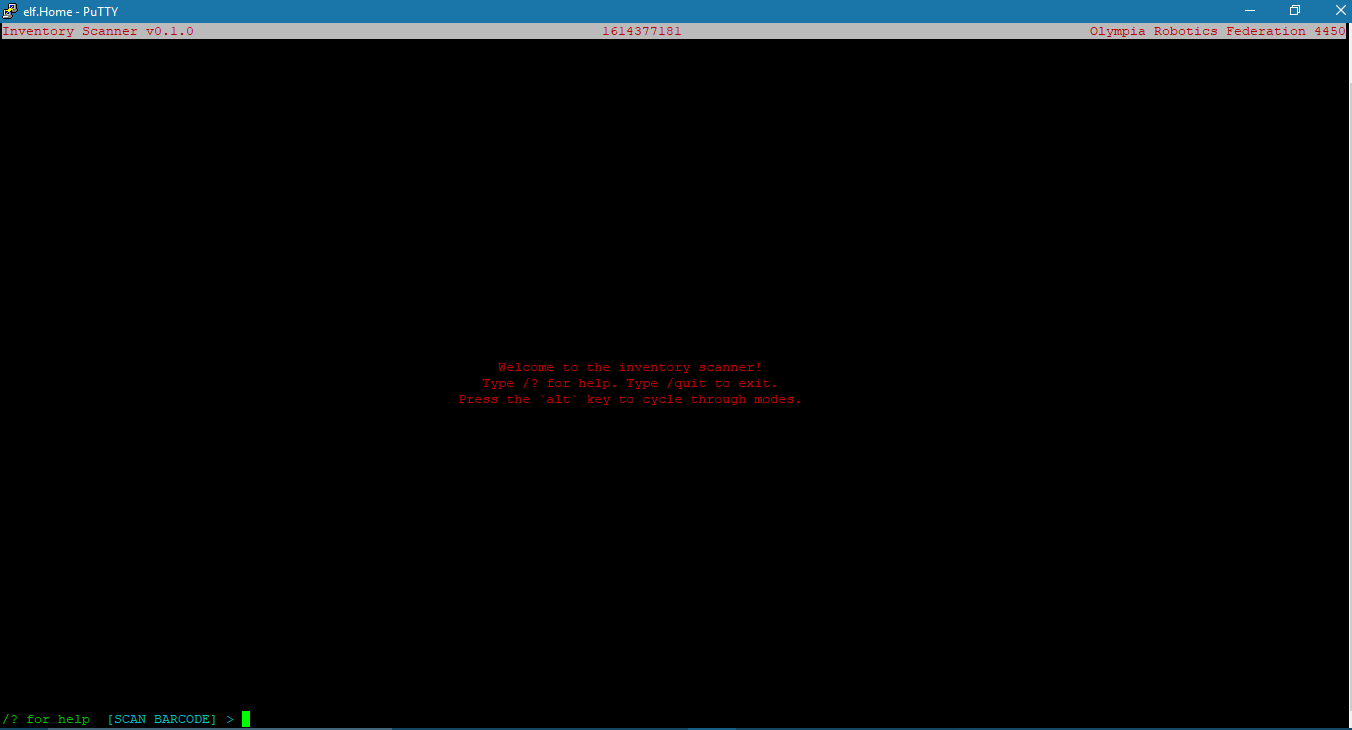 elf.Home - PuTTY
Inventory Scanner v0.1.0 1614377181 Olympia Robotics Federation 4450
Welcome to the inventory scanner!
Type /? for help. Type /quit to exit.
Press the `alt` key to cycle through modes.
/? for help [SCAN BARCODE] >